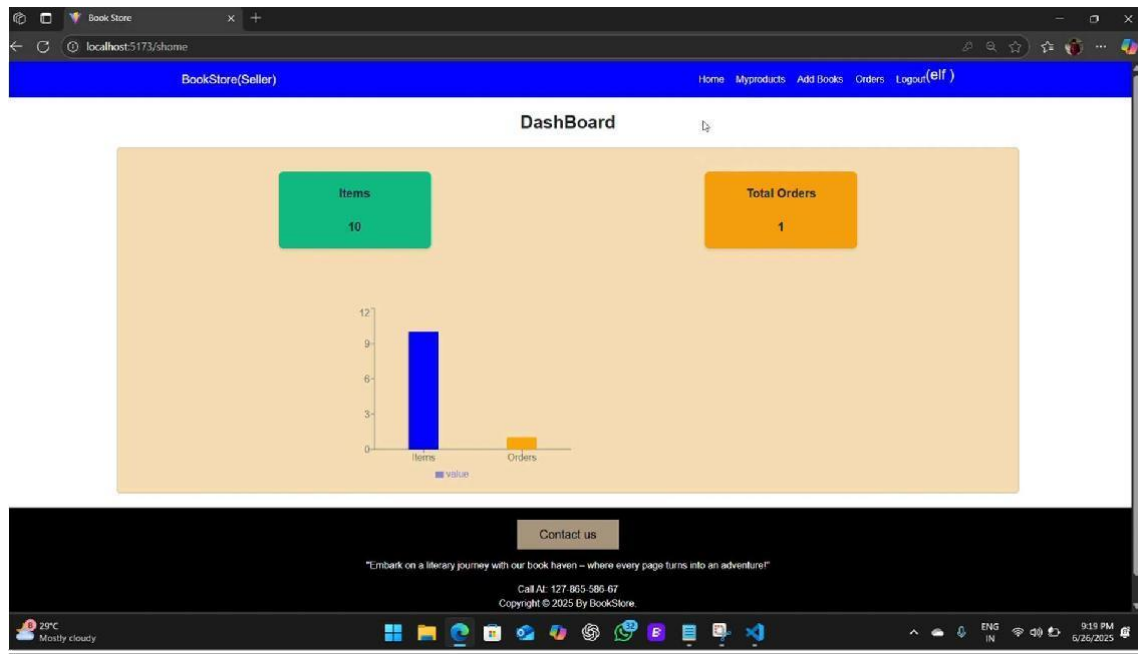 Book Store
localhost:5173/shome
BookStore(Seller)
Home Myproducts Add Books Orders Logout(elf )
DashBoard
Items
10
Total Orders
1
12
9
6
3
0
Items Orders
value
Contact us
"Embark on a literary journey with our book haven – where every page turns into an adventure!"
Call At: 127-865-586-67
Copyright © 2025 By BookStore.
29°C
Mostly cloudy
32
ENG
IN
9:19 PM
6/26/2025